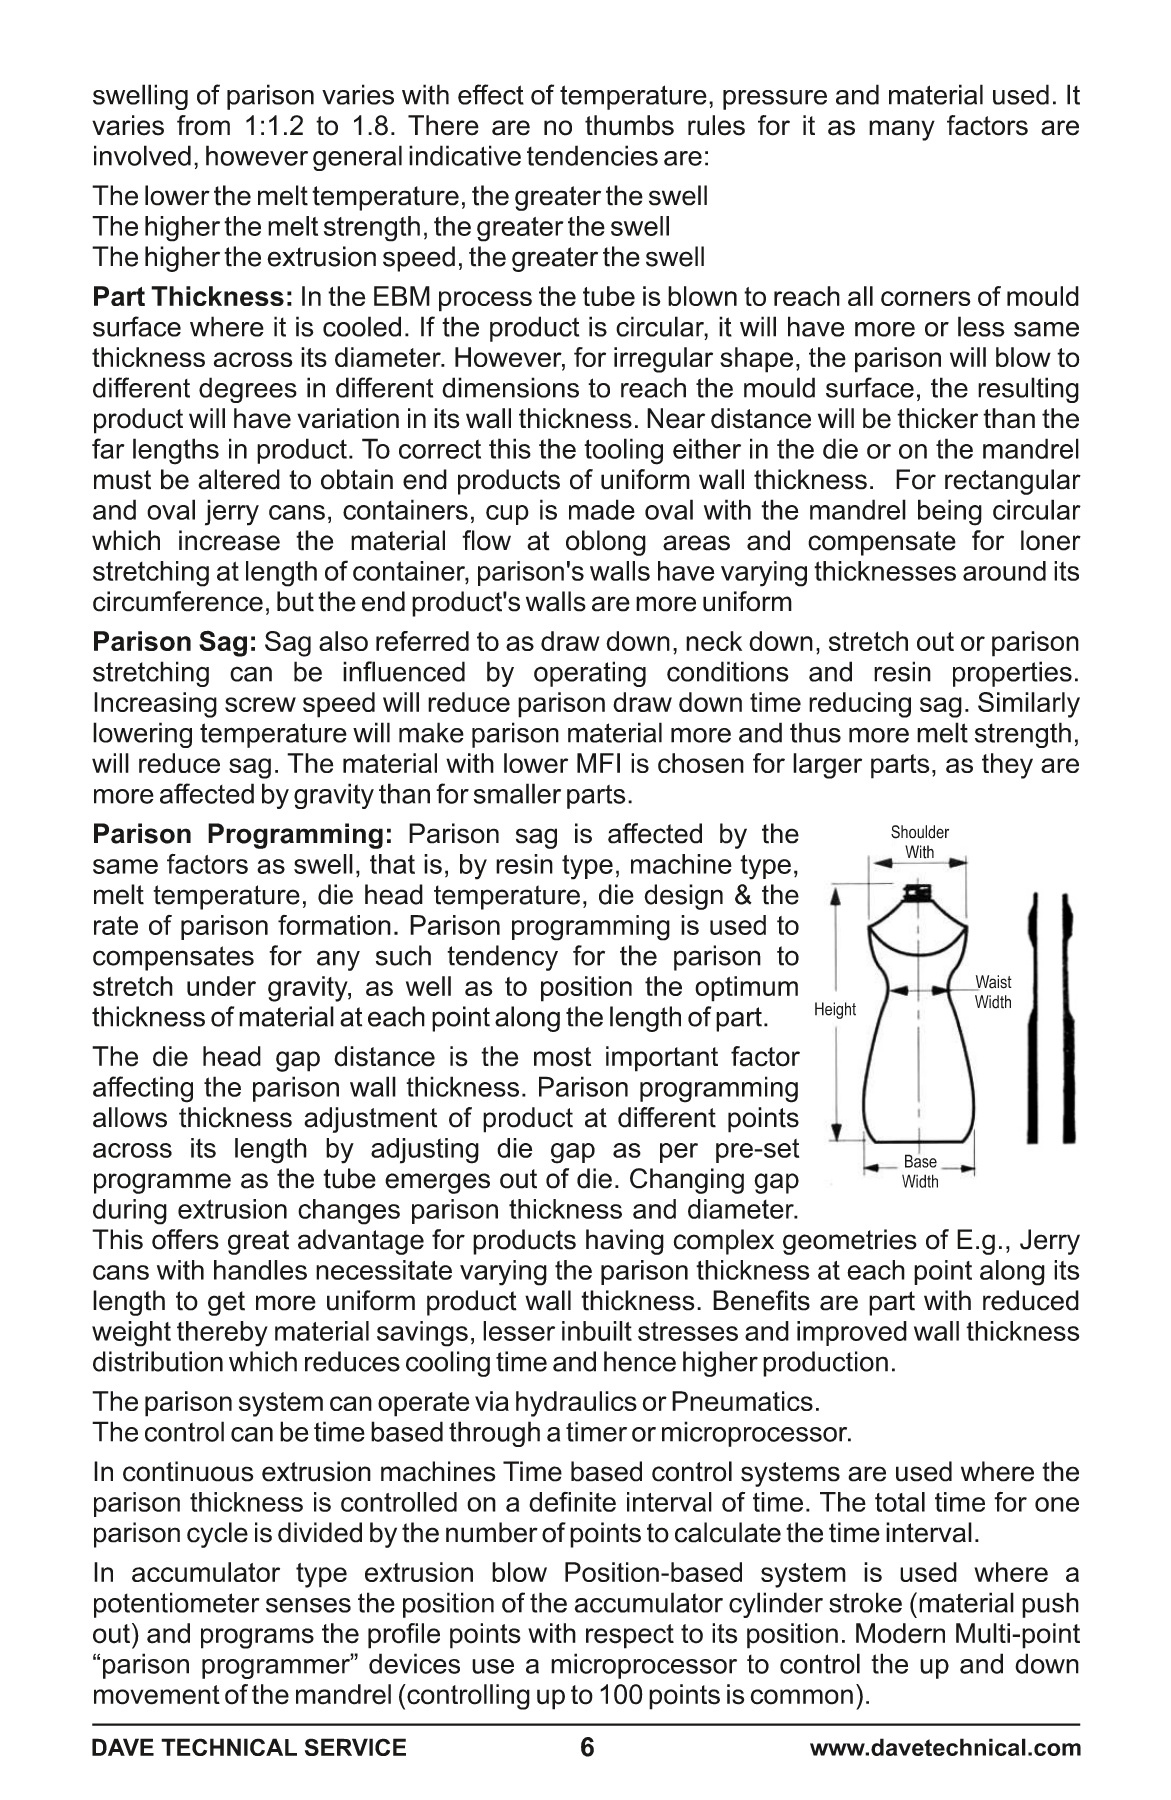 swelling of parison varies with effect of temperature, pressure and material used. It
varies from 1:1.2 to 1.8. There are no thumbs rules for it as many factors are
involved, however general indicative tendencies are:
The lower the melt temperature, the greater the swell
The higher the melt strength, the greater the swell
The higher the extrusion speed, the greater the swell
Part Thickness: In the EBM process the tube is blown to reach all corners of mould
surface where it is cooled. If the product is circular, it will have more or less same
thickness across its diameter. However, for irregular shape, the parison will blow to
different degrees in different dimensions to reach the mould surface, the resulting
product will have variation in its wall thickness. Near distance will be thicker than the
far lengths in product. To correct this the tooling either in the die or on the mandrel
must be altered to obtain end products of uniform wall thickness. For rectangular
and oval jerry cans, containers, cup is made oval with the mandrel being circular
which increase the material flow at oblong areas and compensate for loner
stretching at length of container, parison's walls have varying thicknesses around its
circumference, but the end product's walls are more uniform
Parison Sag: Sag also referred to as draw down, neck down, stretch out or parison
stretching can be influenced by operating conditions and resin properties.
Increasing screw speed will reduce parison draw down time reducing sag. Similarly
lowering temperature will make parison material more and thus more melt strength,
will reduce sag. The material with lower MFI is chosen for larger parts, as they are
more affected by gravity than for smaller parts.
Parison Programming: Parison sag is affected by the
same factors as swell, that is, by resin type, machine type,
melt temperature, die head temperature, die design & the
rate of parison formation. Parison programming is used to
compensates for any such tendency for the parison to
stretch under gravity, as well as to position the optimum
thickness of material at each point along the length of part.
The die head gap distance is the most important factor
affecting the parison wall thickness. Parison programming
allows thickness adjustment of product at different points
across its length by adjusting die gap as per pre-set
programme as the tube emerges out of die. Changing gap
during extrusion changes parison thickness and diameter.
Shoulder
With
Waist
Width
Height
Base
Width
This offers great advantage for products having complex geometries of E.g., Jerry
cans with handles necessitate varying the parison thickness at each point along its
length to get more uniform product wall thickness. Benefits are part with reduced
weight thereby material savings, lesser inbuilt stresses and improved wall thickness
distribution which reduces cooling time and hence higher production.
The parison system can operate via hydraulics or Pneumatics.
The control can be time based through a timer or microprocessor.
In continuous extrusion machines Time based control systems are used where the
parison thickness is controlled on a definite interval of time. The total time for one
parison cycle is divided by the number of points to calculate the time interval.
In accumulator type extrusion blow Position-based system is used where a
potentiometer senses the position of the accumulator cylinder stroke (material push
out) and programs the profile points with respect to its position. Modern Multi-point
“parison programmer” devices use a microprocessor to control the up and down
movement of the mandrel (controlling up to 100 points is common).
DAVE TECHNICAL SERVICE 6 www.davetechnical.com